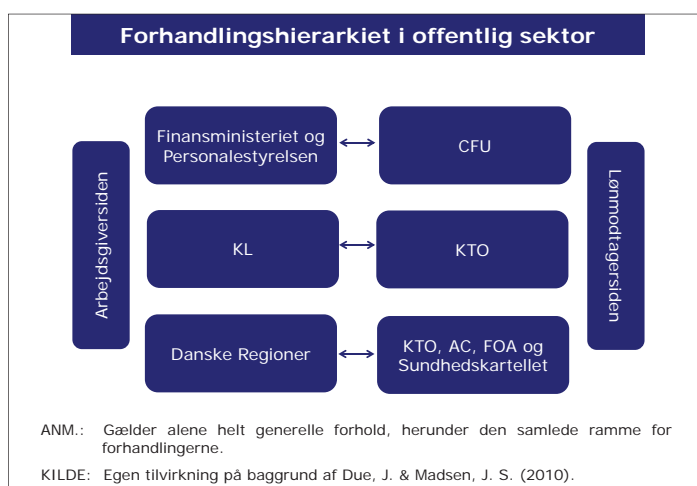 Forhandlingshierarkiet i offentlig sektor
Arbejdsgiversiden
Finansministeriet og
Personalestyrelsen
CFU
KL
KTO
Danske Regioner
KTO, AC, FOA og
Sundhedskartellet
Lønmodtagersiden
ANM.: Gælder alene helt generelle forhold, herunder den samlede ramme for
forhandlingerne.
KILDE: Egen tilvirkning på baggrund af Due, J. & Madsen, J. S. (2010).